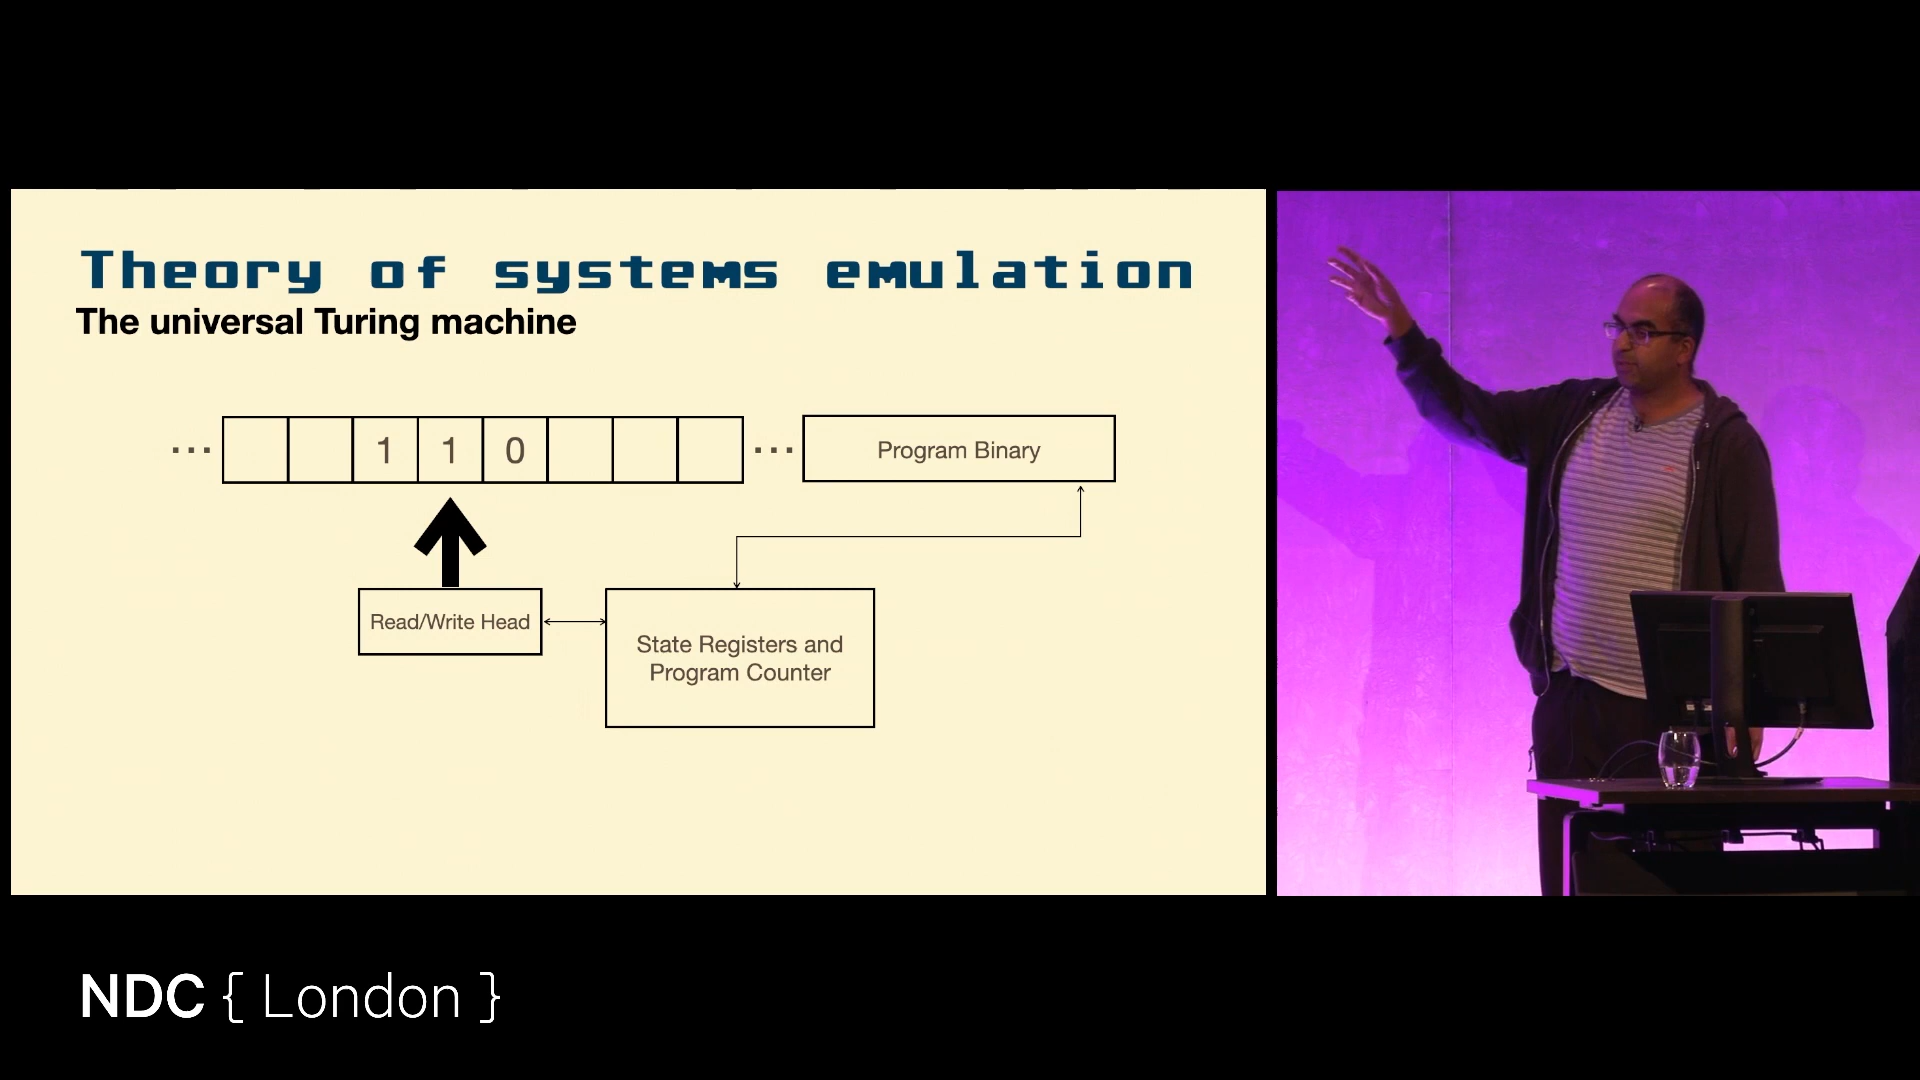 Theory of systems emulation
The universal Turing machine
... 1 1 0 ... Program Binary
Read/Write Head
State Registers and
Program Counter
NDC { London }